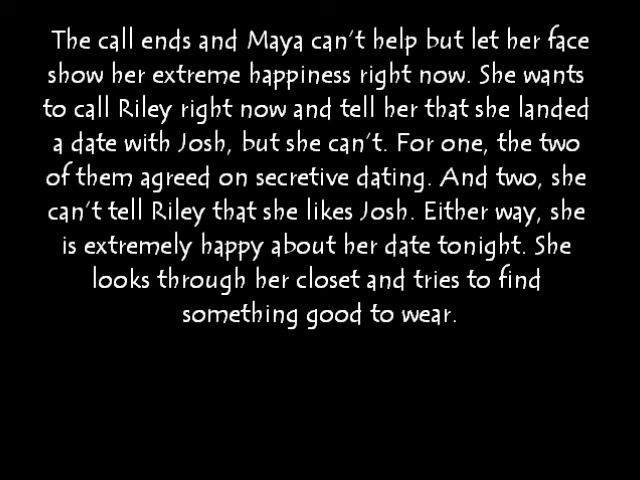 The call ends and Maya can't help but let her face
show her extreme happiness right now. She wants
to call Riley right now and tell her that she landed
a date with Josh, but she can't. For one, the two
of them agreed on secretive dating. And two, she
can't tell Riley that she likes Josh. Either way, she
is extremely happy about her date tonight. She
looks through her closet and tries to find
something good to wear.